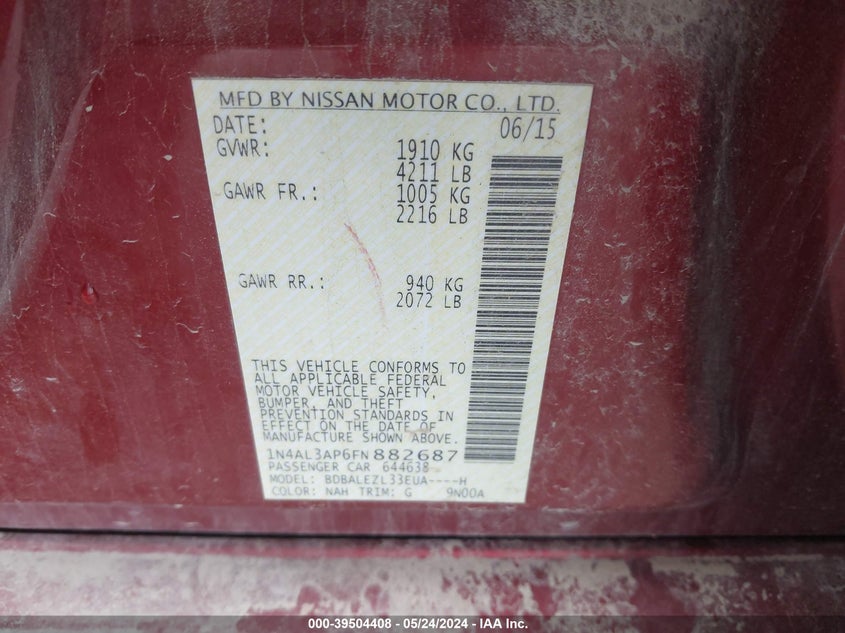 MFD BY NISSAN MOTOR CO., LTD.
DATE: 06/15
GVWR: 1910 KG
4211 LB
GAWR FR.: 1005 KG
2216 LB
GAWR RR.: 940 KG
2072 LB
THIS VEHICLE CONFORMS TO
ALL APPLICABLE FEDERAL
MOTOR VEHICLE SAFETY,
BUMPER, AND THEFT
PREVENTION STANDARDS IN
EFFECT ON THE DATE OF
MANUFACTURE SHOWN ABOVE.
1N4AL3AP6FN882687
PASSENGER CAR 644638
MODEL: BDBALEZL33EUA----H
COLOR: NAH TRIM: G 9N00A
000-39504408 - 05/24/2024 - IAA Inc.